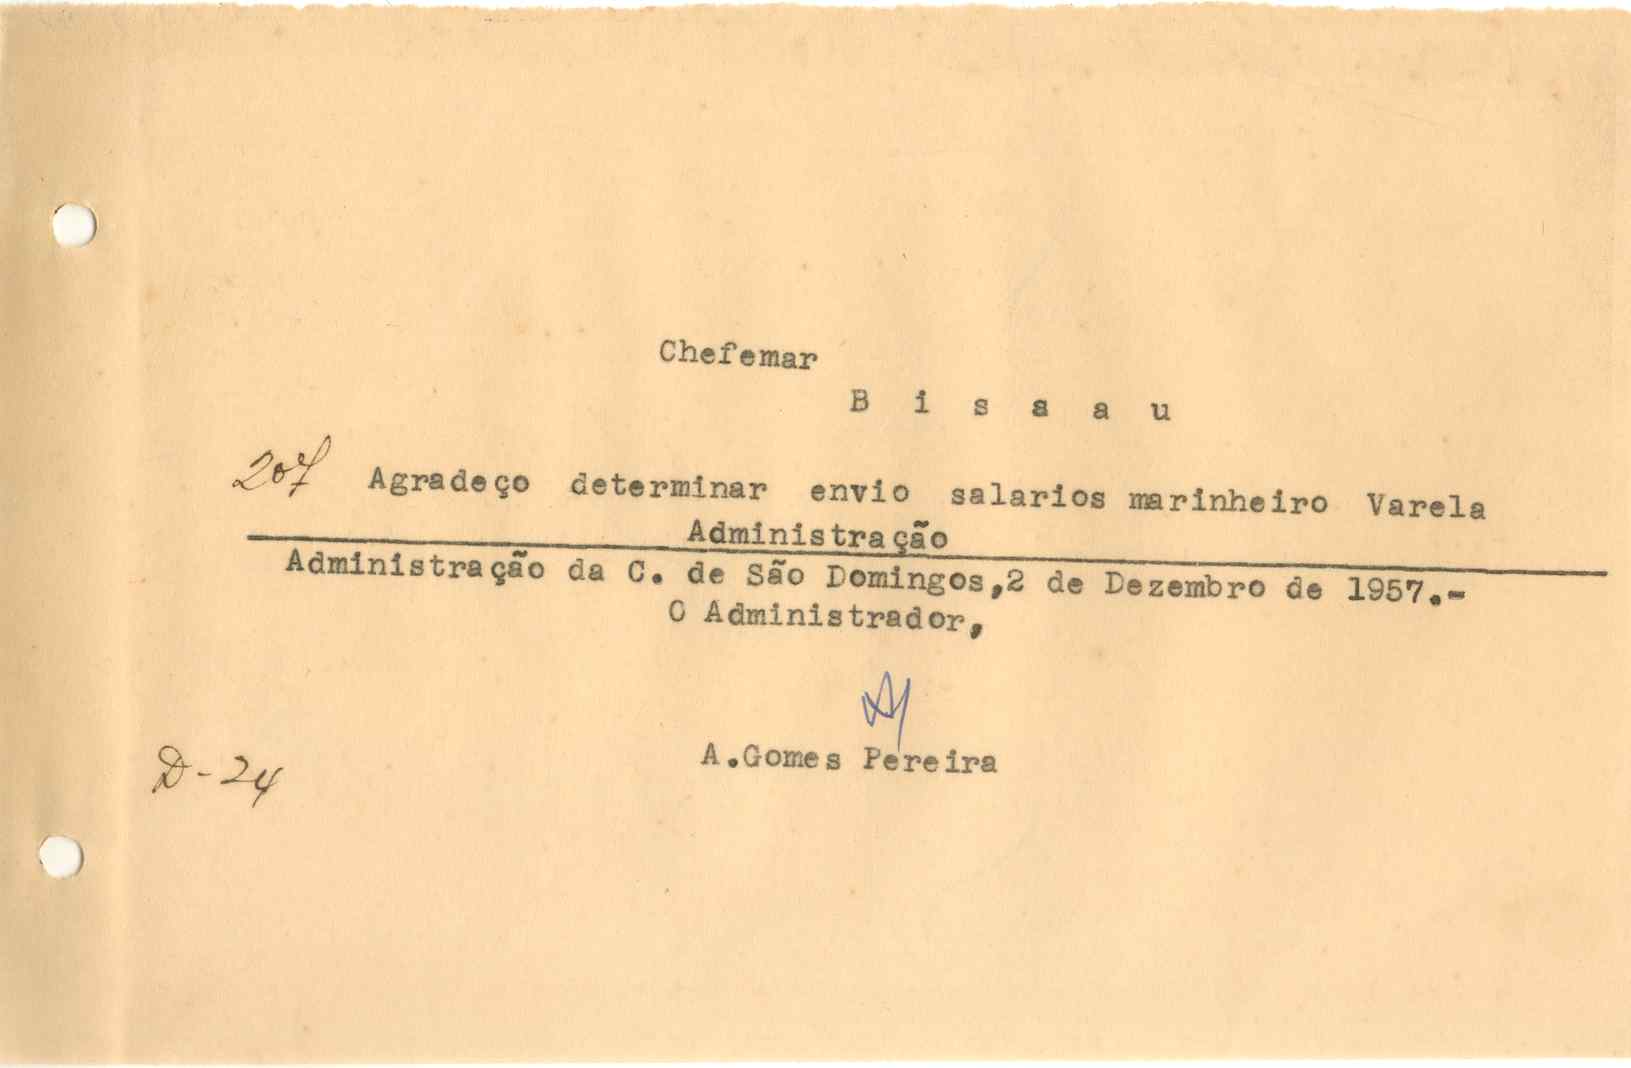 Chefemar
B i s a a u
207 Agradeço determinar envio salarios marinheiro Varela
Administração
Administração da C. de São Domingos,2 de Dezembro de 1957.-
O Administrador,
A.Gomes Pereira
D-24